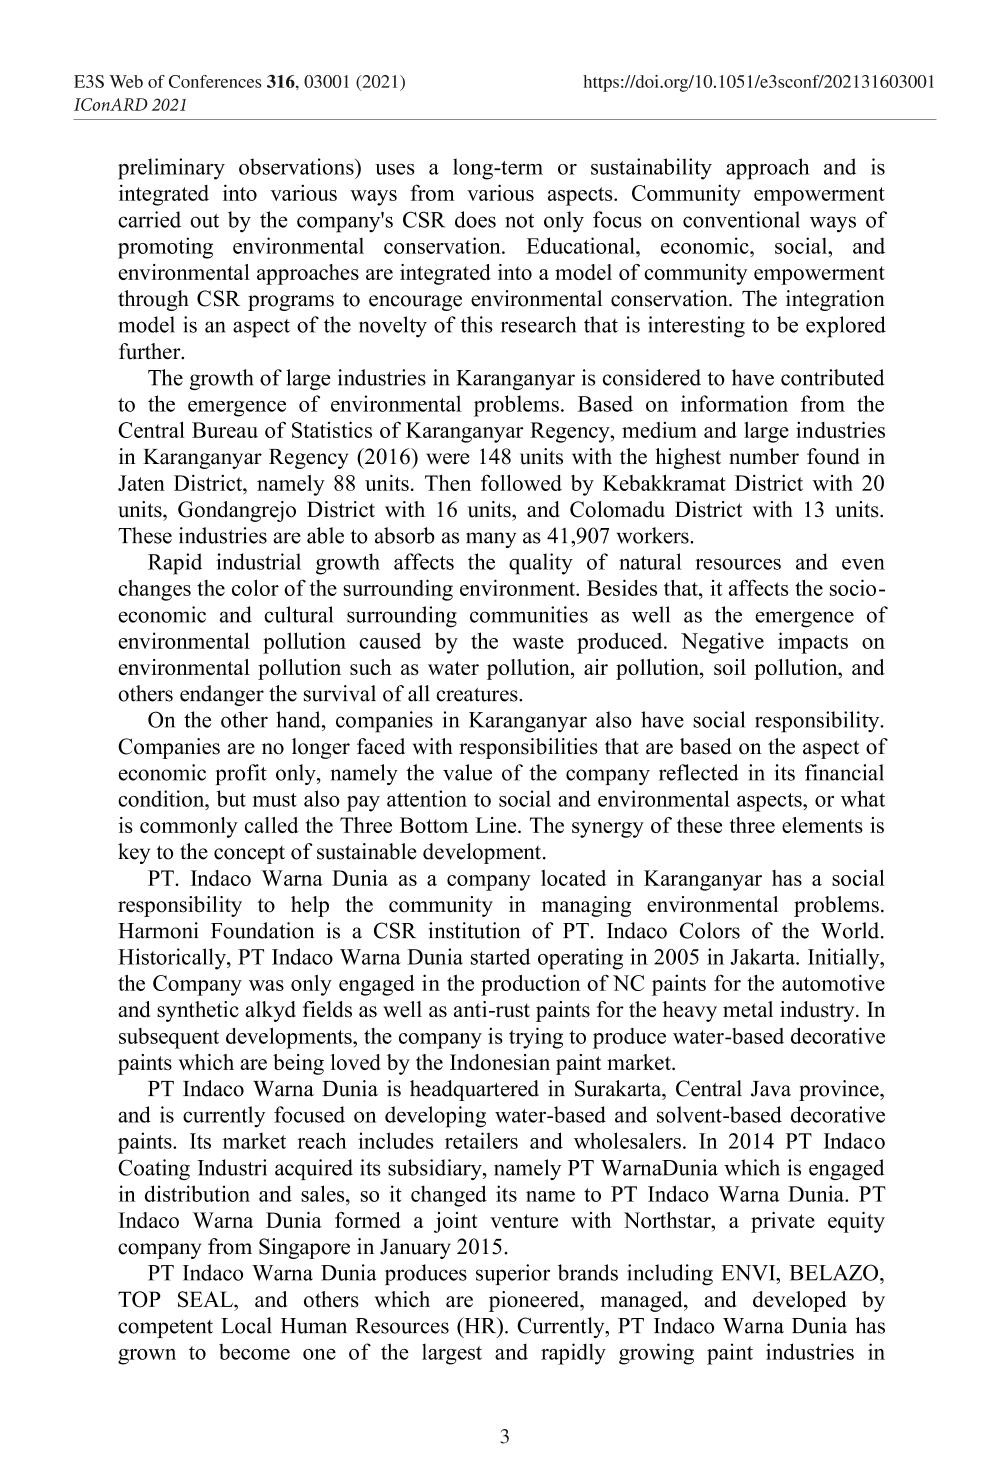 E3S Web of Conferences 316, 03001 (2021) https://doi.org/10.1051/e3sconf/202131603001
IConARD 2021
preliminary observations) uses a long-term or sustainability approach and is
integrated into various ways from various aspects. Community empowerment
carried out by the company's CSR does not only focus on conventional ways of
promoting environmental conservation. Educational, economic, social, and
environmental approaches are integrated into a model of community empowerment
through CSR programs to encourage environmental conservation. The integration
model is an aspect of the novelty of this research that is interesting to be explored
further.
The growth of large industries in Karanganyar is considered to have contributed
to the emergence of environmental problems. Based on information from the
Central Bureau of Statistics of Karanganyar Regency, medium and large industries
in Karanganyar Regency (2016) were 148 units with the highest number found in
Jaten District, namely 88 units. Then followed by Kebakkramat District with 20
units, Gondangrejo District with 16 units, and Colomadu District with 13 units.
These industries are able to absorb as many as 41,907 workers.
Rapid industrial growth affects the quality of natural resources and even
changes the color of the surrounding environment. Besides that, it affects the socio-
economic and cultural surrounding communities as well as the emergence of
environmental pollution caused by the waste produced. Negative impacts on
environmental pollution such as water pollution, air pollution, soil pollution, and
others endanger the survival of all creatures.
On the other hand, companies in Karanganyar also have social responsibility.
Companies are no longer faced with responsibilities that are based on the aspect of
economic profit only, namely the value of the company reflected in its financial
condition, but must also pay attention to social and environmental aspects, or what
is commonly called the Three Bottom Line. The synergy of these three elements is
key to the concept of sustainable development.
PT. Indaco Warna Dunia as a company located in Karanganyar has a social
responsibility to help the community in managing environmental problems.
Harmoni Foundation is a CSR institution of PT. Indaco Colors of the World.
Historically, PT Indaco Warna Dunia started operating in 2005 in Jakarta. Initially,
the Company was only engaged in the production of NC paints for the automotive
and synthetic alkyd fields as well as anti-rust paints for the heavy metal industry. In
subsequent developments, the company is trying to produce water-based decorative
paints which are being loved by the Indonesian paint market.
PT Indaco Warna Dunia is headquartered in Surakarta, Central Java province,
and is currently focused on developing water-based and solvent-based decorative
paints. Its market reach includes retailers and wholesalers. In 2014 PT Indaco
Coating Industri acquired its subsidiary, namely PT WarnaDunia which is engaged
in distribution and sales, so it changed its name to PT Indaco Warna Dunia. PT
Indaco Warna Dunia formed a joint venture with Northstar, a private equity
company from Singapore in January 2015.
PT Indaco Warna Dunia produces superior brands including ENVI, BELAZO,
TOP SEAL, and others which are pioneered, managed, and developed by
competent Local Human Resources (HR). Currently, PT Indaco Warna Dunia has
grown to become one of the largest and rapidly growing paint industries in
3